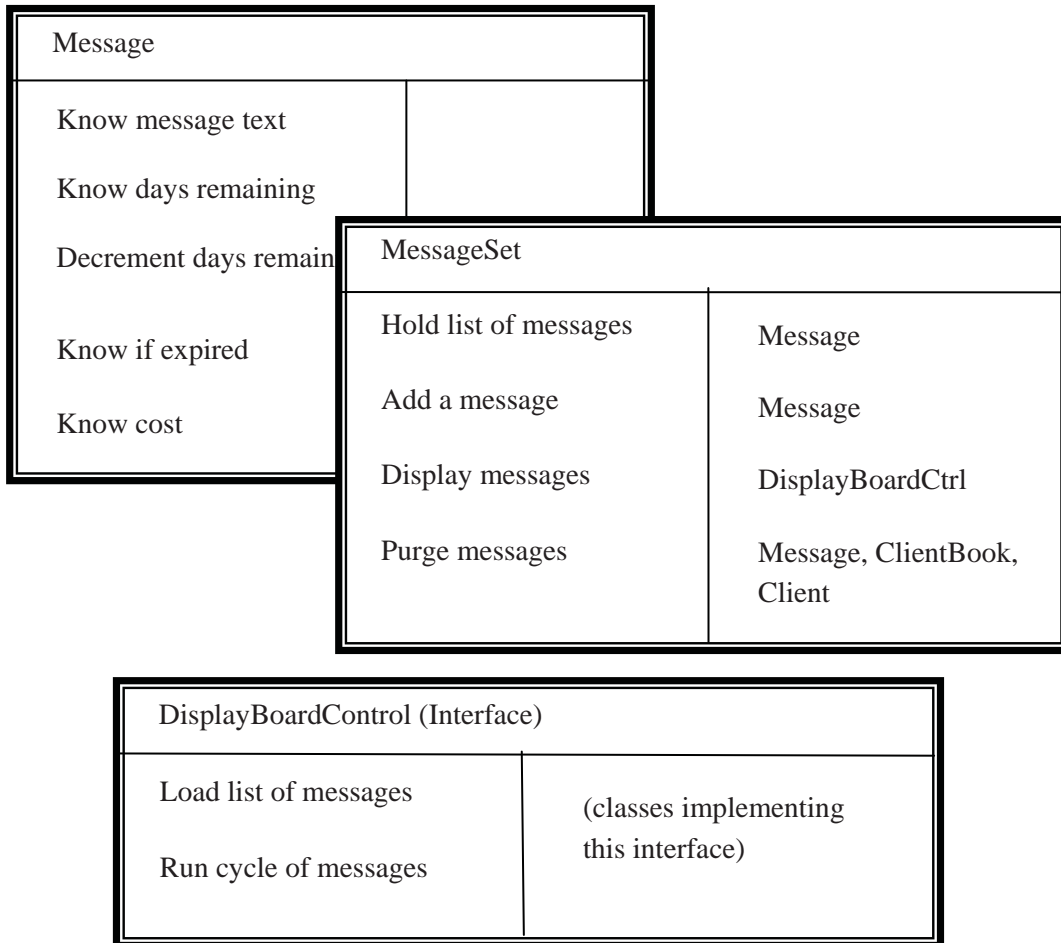 Message
Know message text
Know days remaining
Decrement days remain
Know if expired
Know cost
MessageSet
Hold list of messages
Message
Add a message
Message
Display messages
DisplayBoardCtrl
Purge messages
Message, ClientBook,
Client
DisplayBoardControl (Interface)
Load list of messages
(classes implementing
this interface)
Run cycle of messages